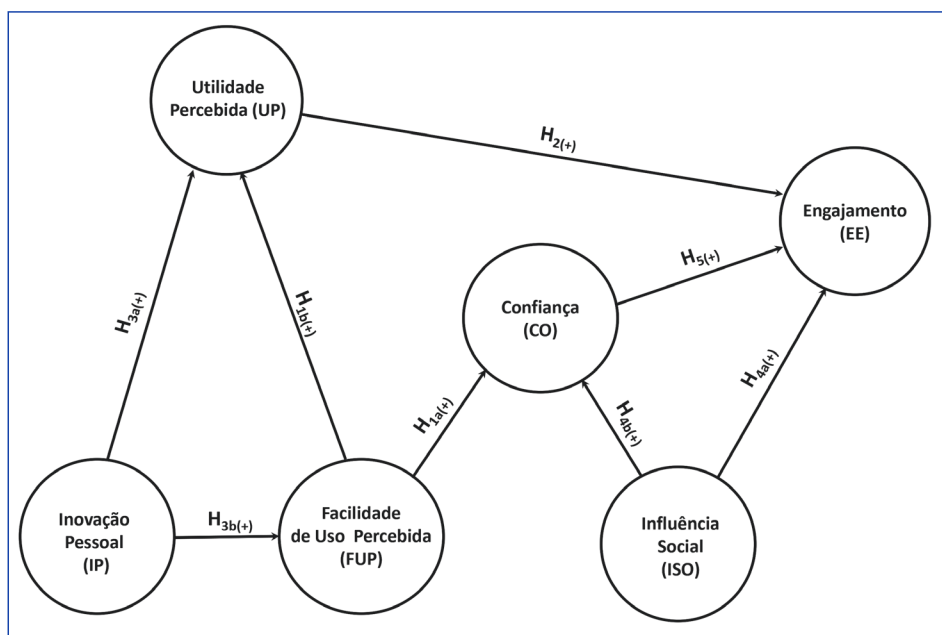 Utilidade
Percebida (UP)
H2(+)
Engajamento
(EE)
H5(+)
Confiança
(CO)
H3a(+)
H1b(+)
H1a(+)
H4b(+)
H4a(+)
Inovação
Pessoal
(IP)
H3b(+)
Facilidade
de Uso Percebida
(FUP)
Influência
Social
(ISO)